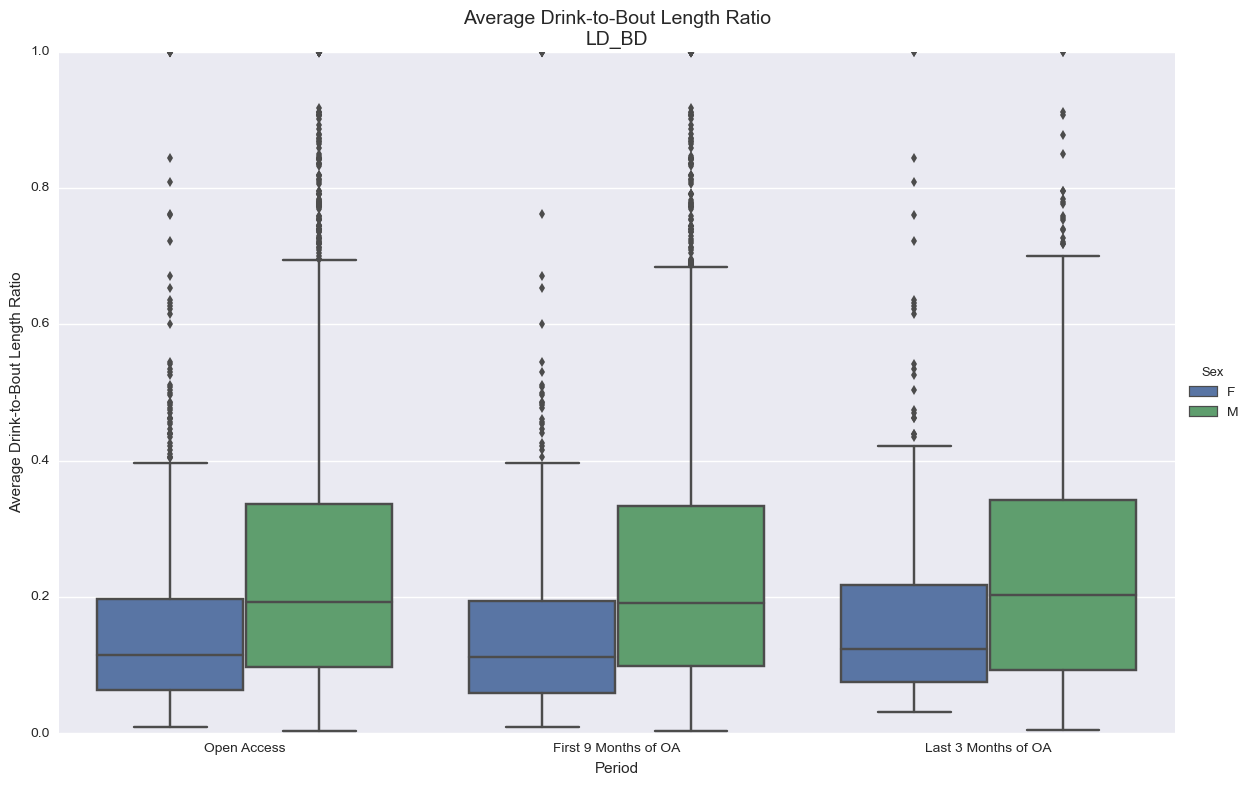 Average Drink-to-Bout Length Ratio
LD_BD
1.0
0.8
0.6
0.4
0.2
0.0
Average Drink-to-Bout Length Ratio
Open Access
First 9 Months of OA
Last 3 Months of OA
Period
Sex
F
M